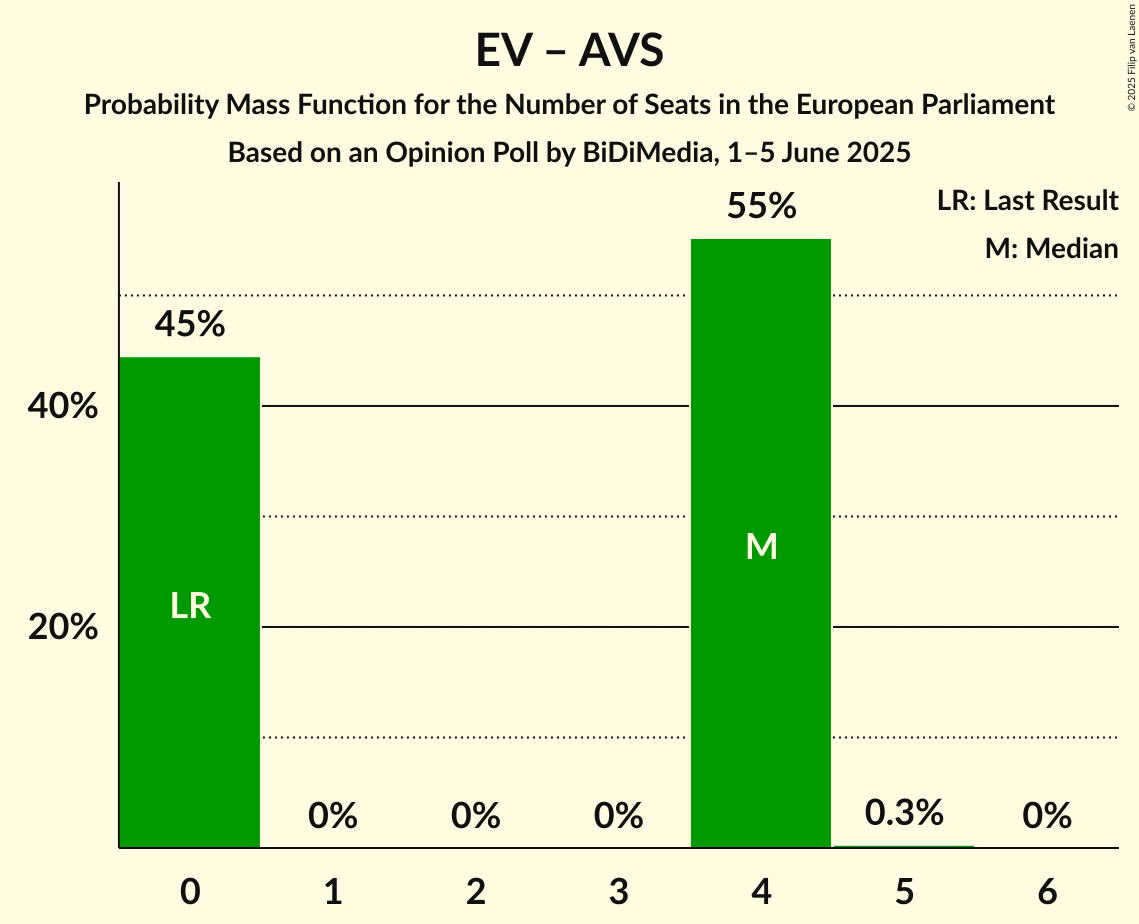 EV – AVS
Probability Mass Function for the Number of Seats in the European Parliament
Based on an Opinion Poll by BiDiMedia, 1–5 June 2025
© 2025 Filip van Laenen
LR: Last Result
M: Median
55%
45%
40%
M
LR
20%
0%
0%
0%
0.3%
0%
0
1
2
3
4
5
6